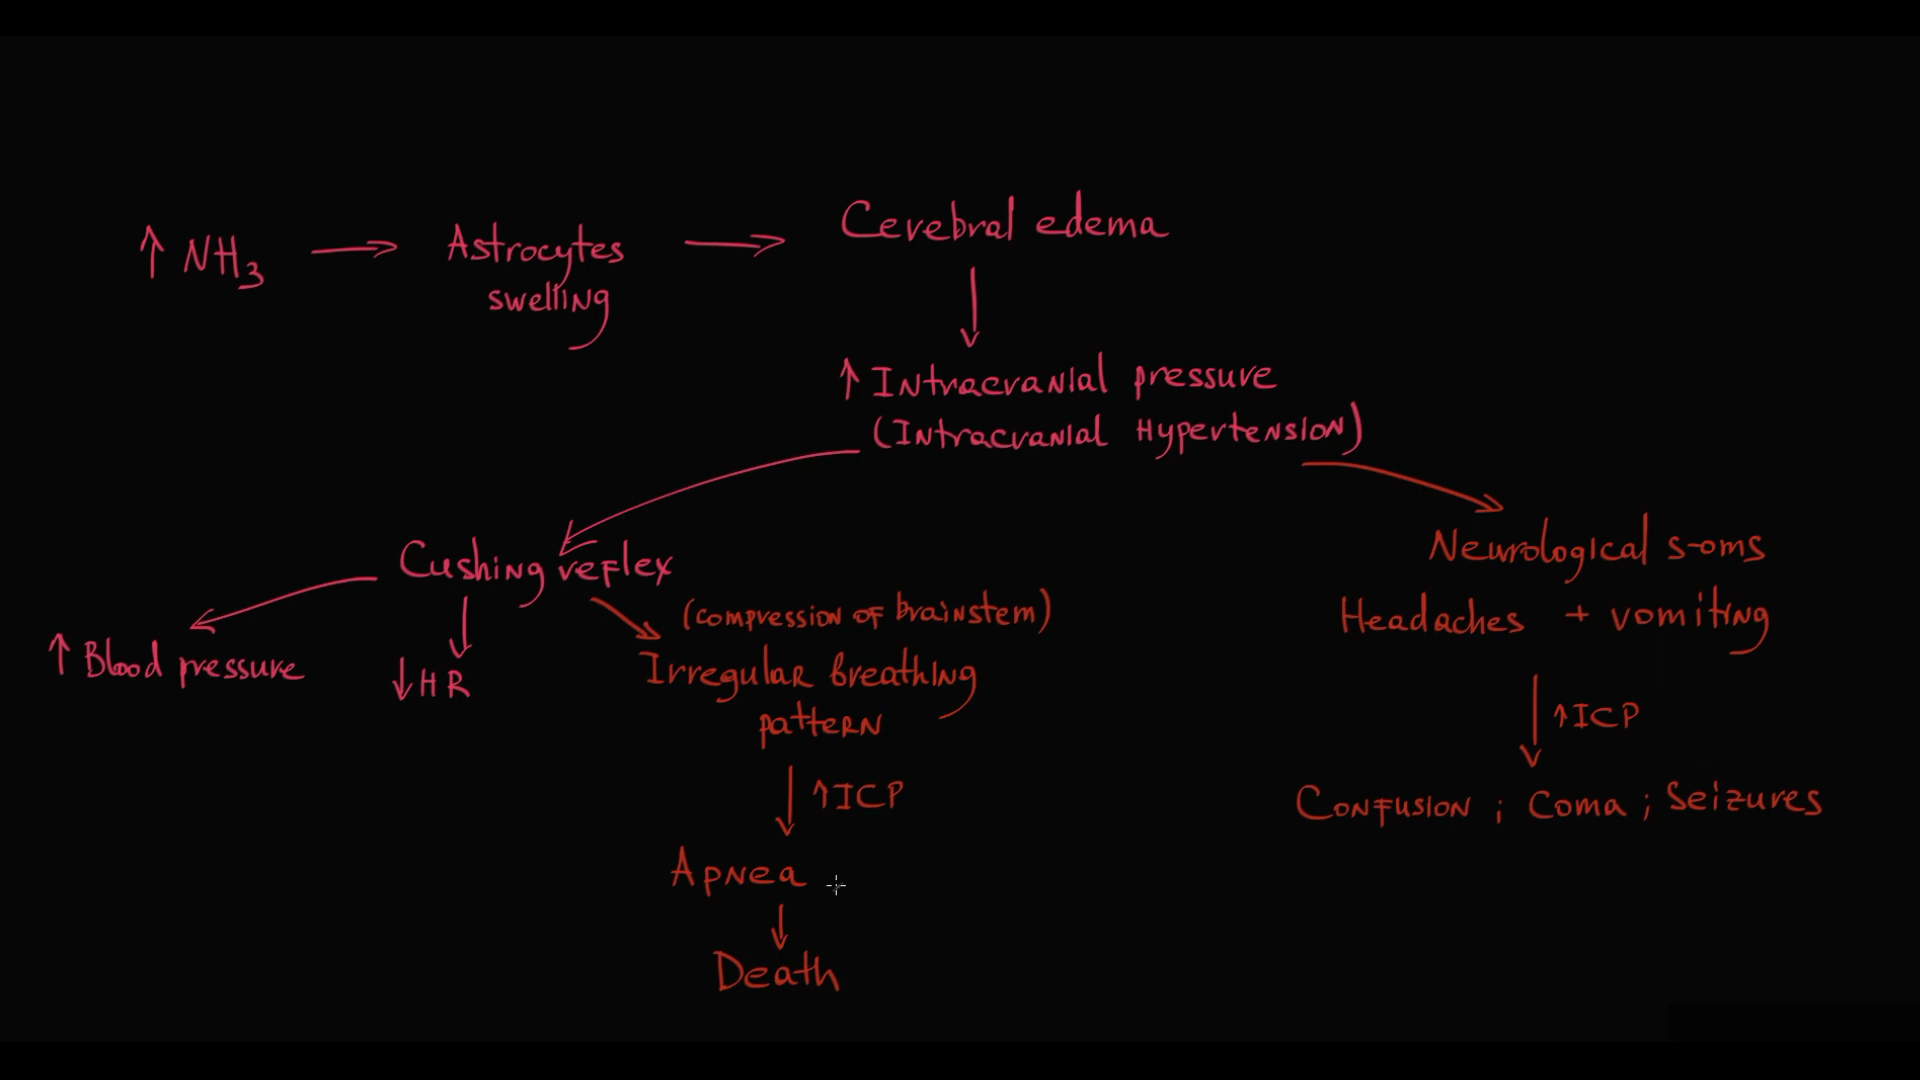 ↑ NH3 → Astrocytes swelling → Cerebral edema
↑ Intracranial pressure
(Intracranial Hypertension)
Cushing reflex
↑ Blood pressure
↓ HR
(compression of brainstem)
Irregular breathing
pattern
↑ ICP
Apnea
Death
Neurological s-oms
Headaches + vomiting
↑ ICP
Confusion ; Coma ; Seizures